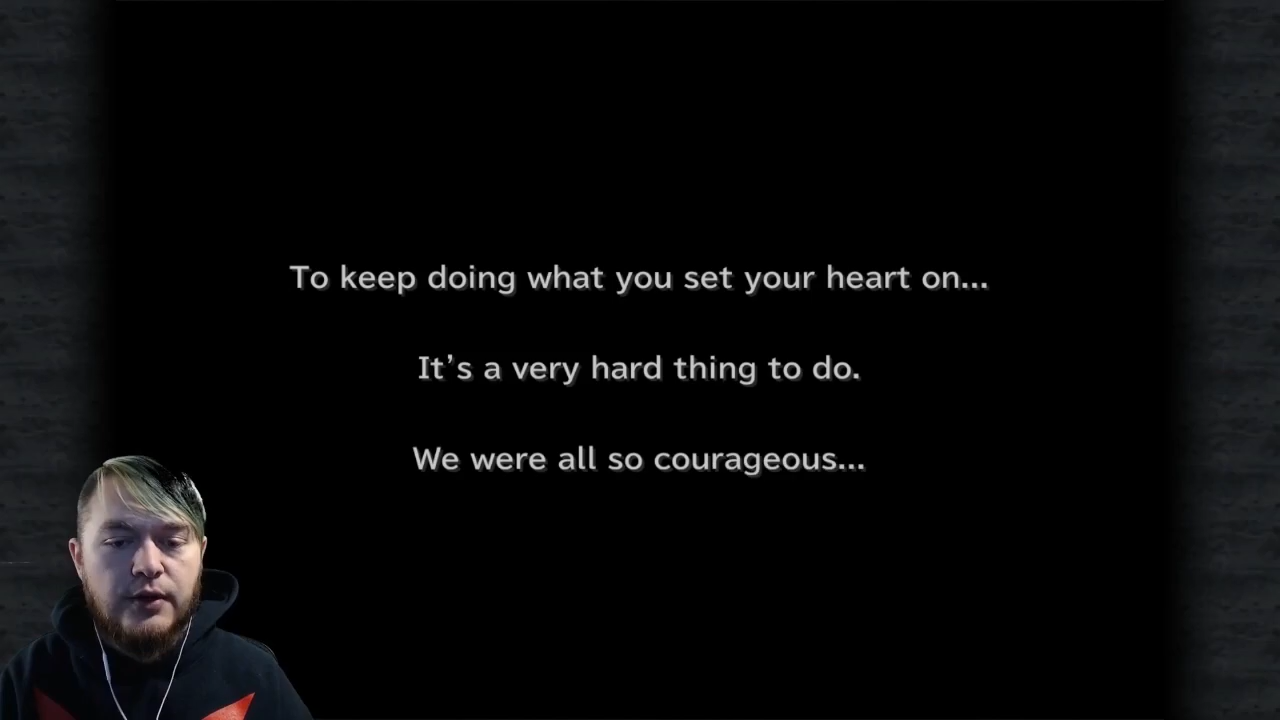 To keep doing what you set your heart on...
It's a very hard thing to do.
We were all so courageous...